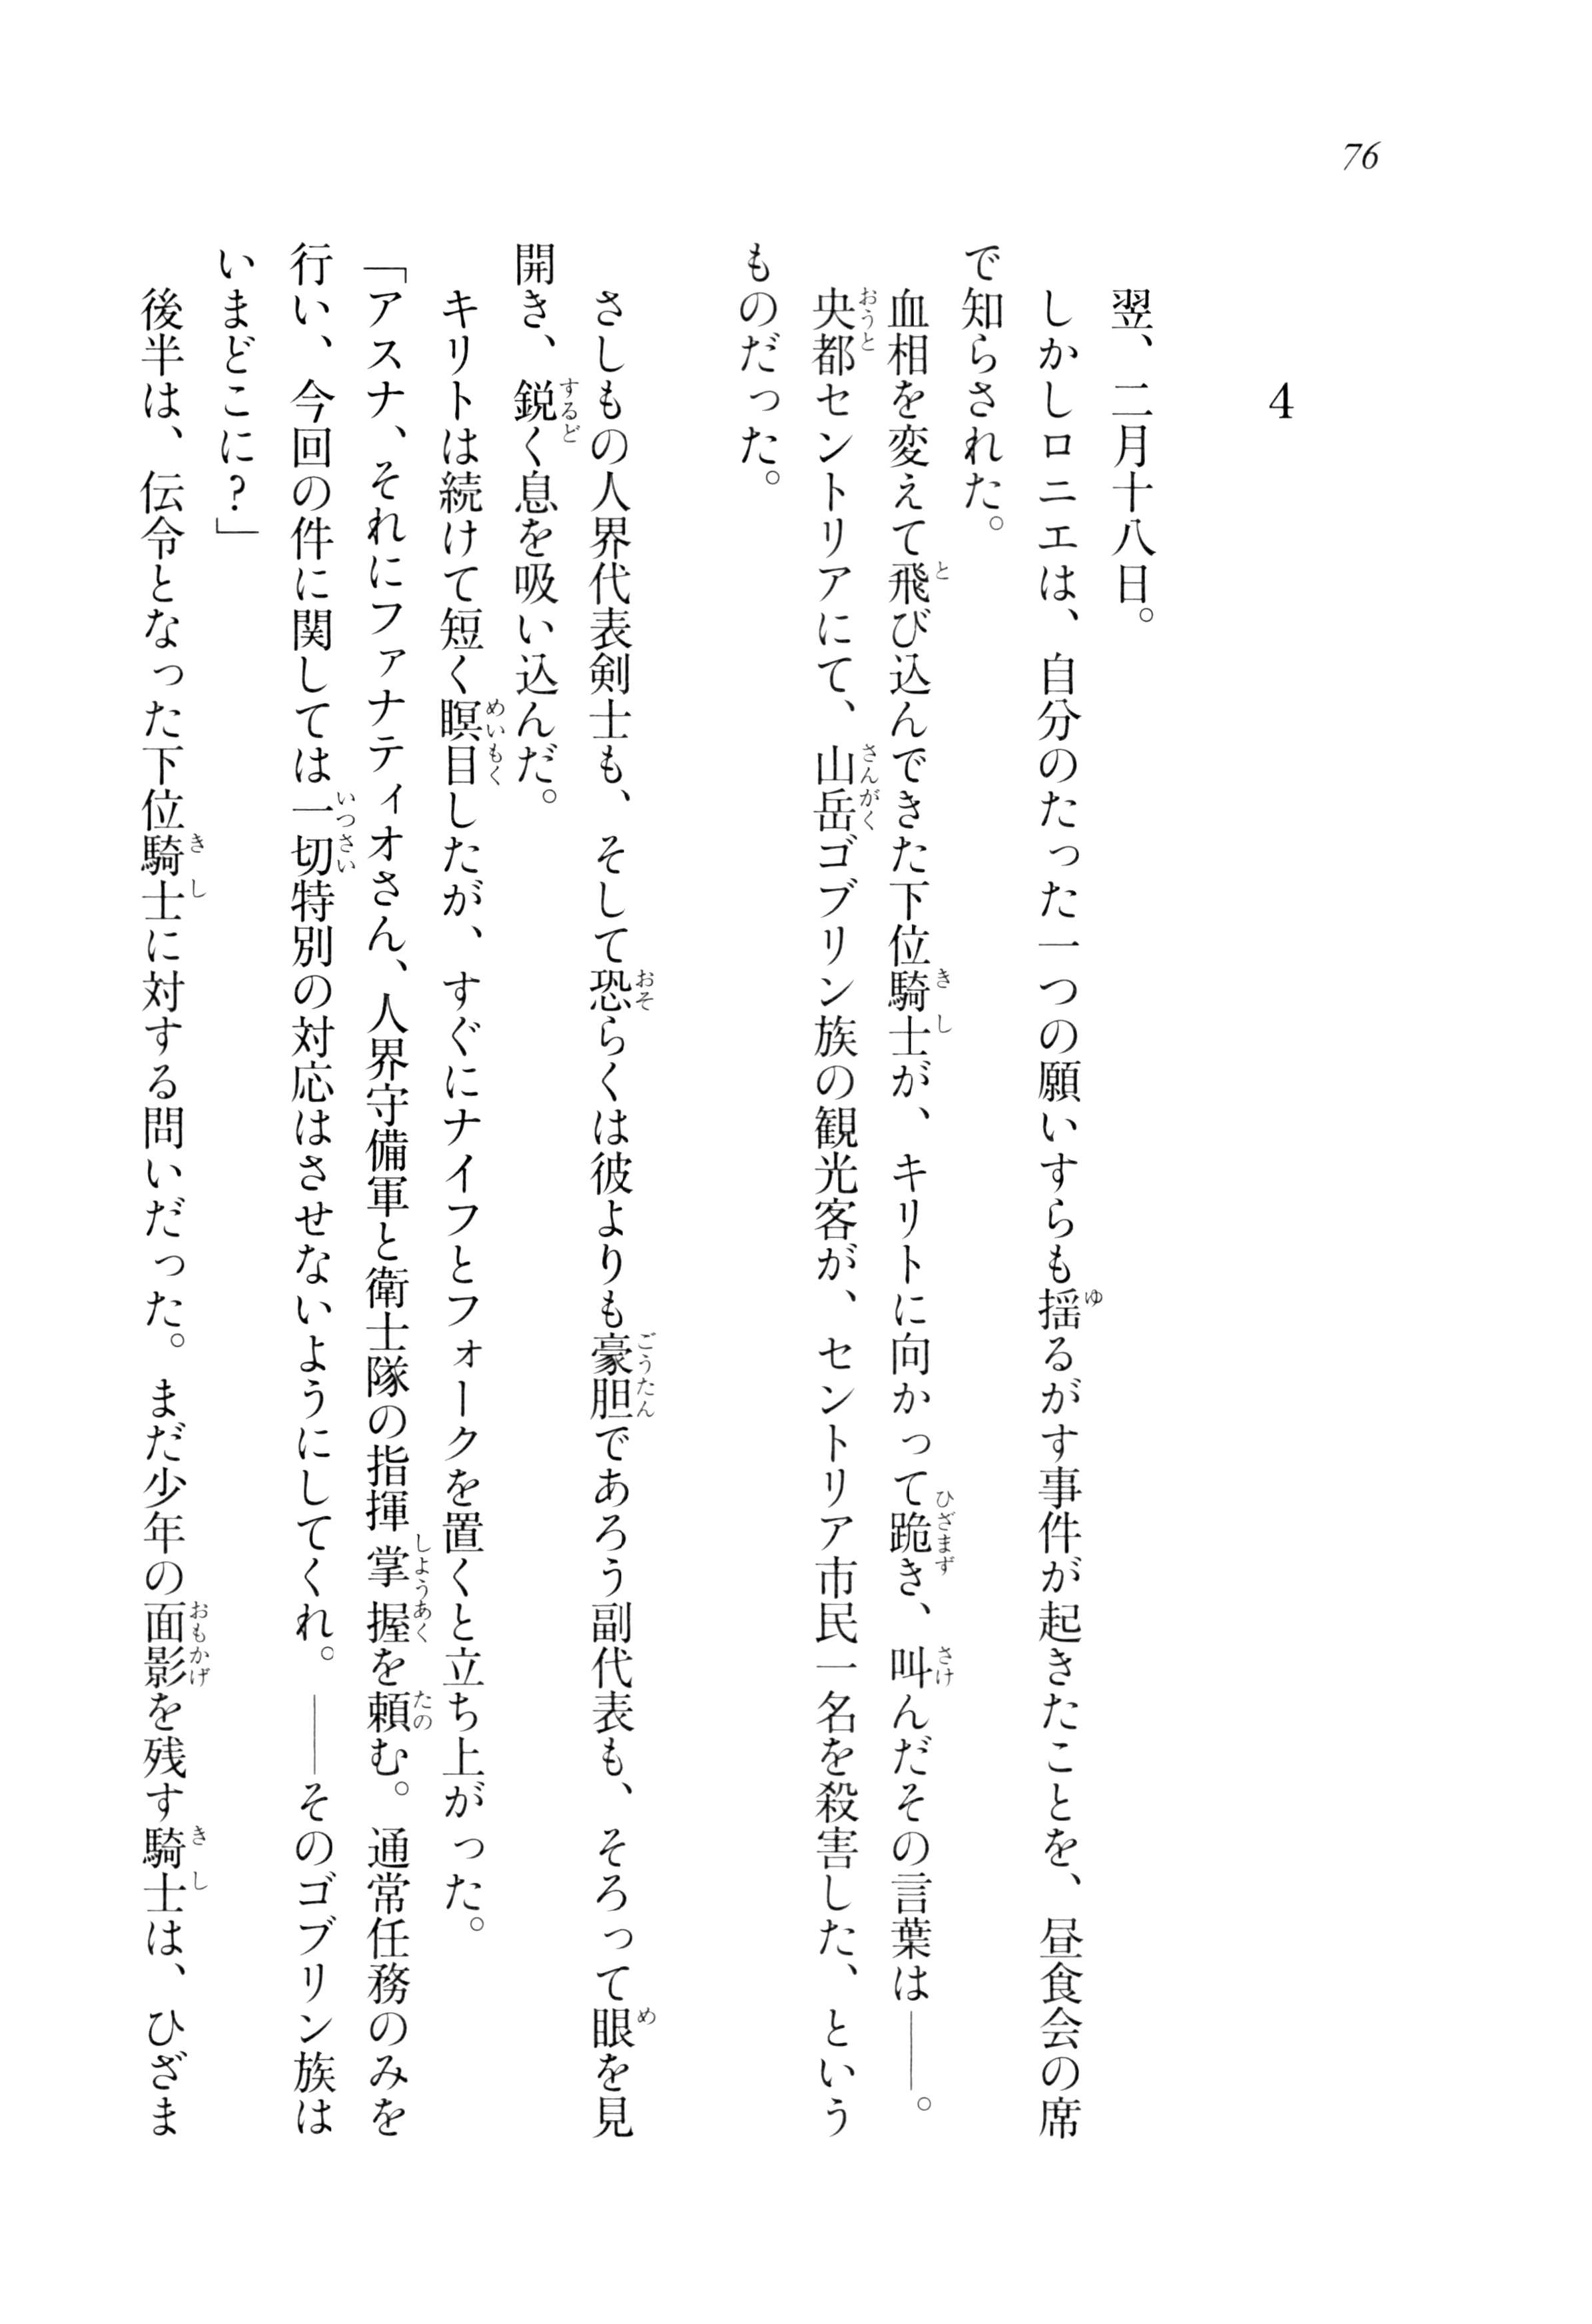 76
4
翌、二月十八日。
しかしロニエは、自分のたった一つの願いすらも揺るがす事件が起きたことを、昼食会の席
で知らされた。
血相を変えて飛び込んできた下位騎士が、キリトに向かって跪き、叫んだその言葉は――。
央都セントリアにて、山岳ゴブリン族の観光客が、セントリア市民一名を殺害した、という
ものだった。
さしもの人界代表剣士も、そして恐らくは彼よりも豪胆であろう副代表も、そろって眼を見
開き、鋭く息を吸い込んだ。
キリトは続けて短く瞑目したが、すぐにナイフとフォークを置くと立ち上がった。
「アスナ、それにファナティオさん、人界守備軍と衛士隊の指揮掌握を頼む。通常任務のみを
行い、今回の件に関しては一切特別の対応はさせないようにしてくれ。――そのゴブリン族は
いまどこに?」
後半は、伝令となった下位騎士に対する問いだった。まだ少年の面影を残す騎士は、ひざま